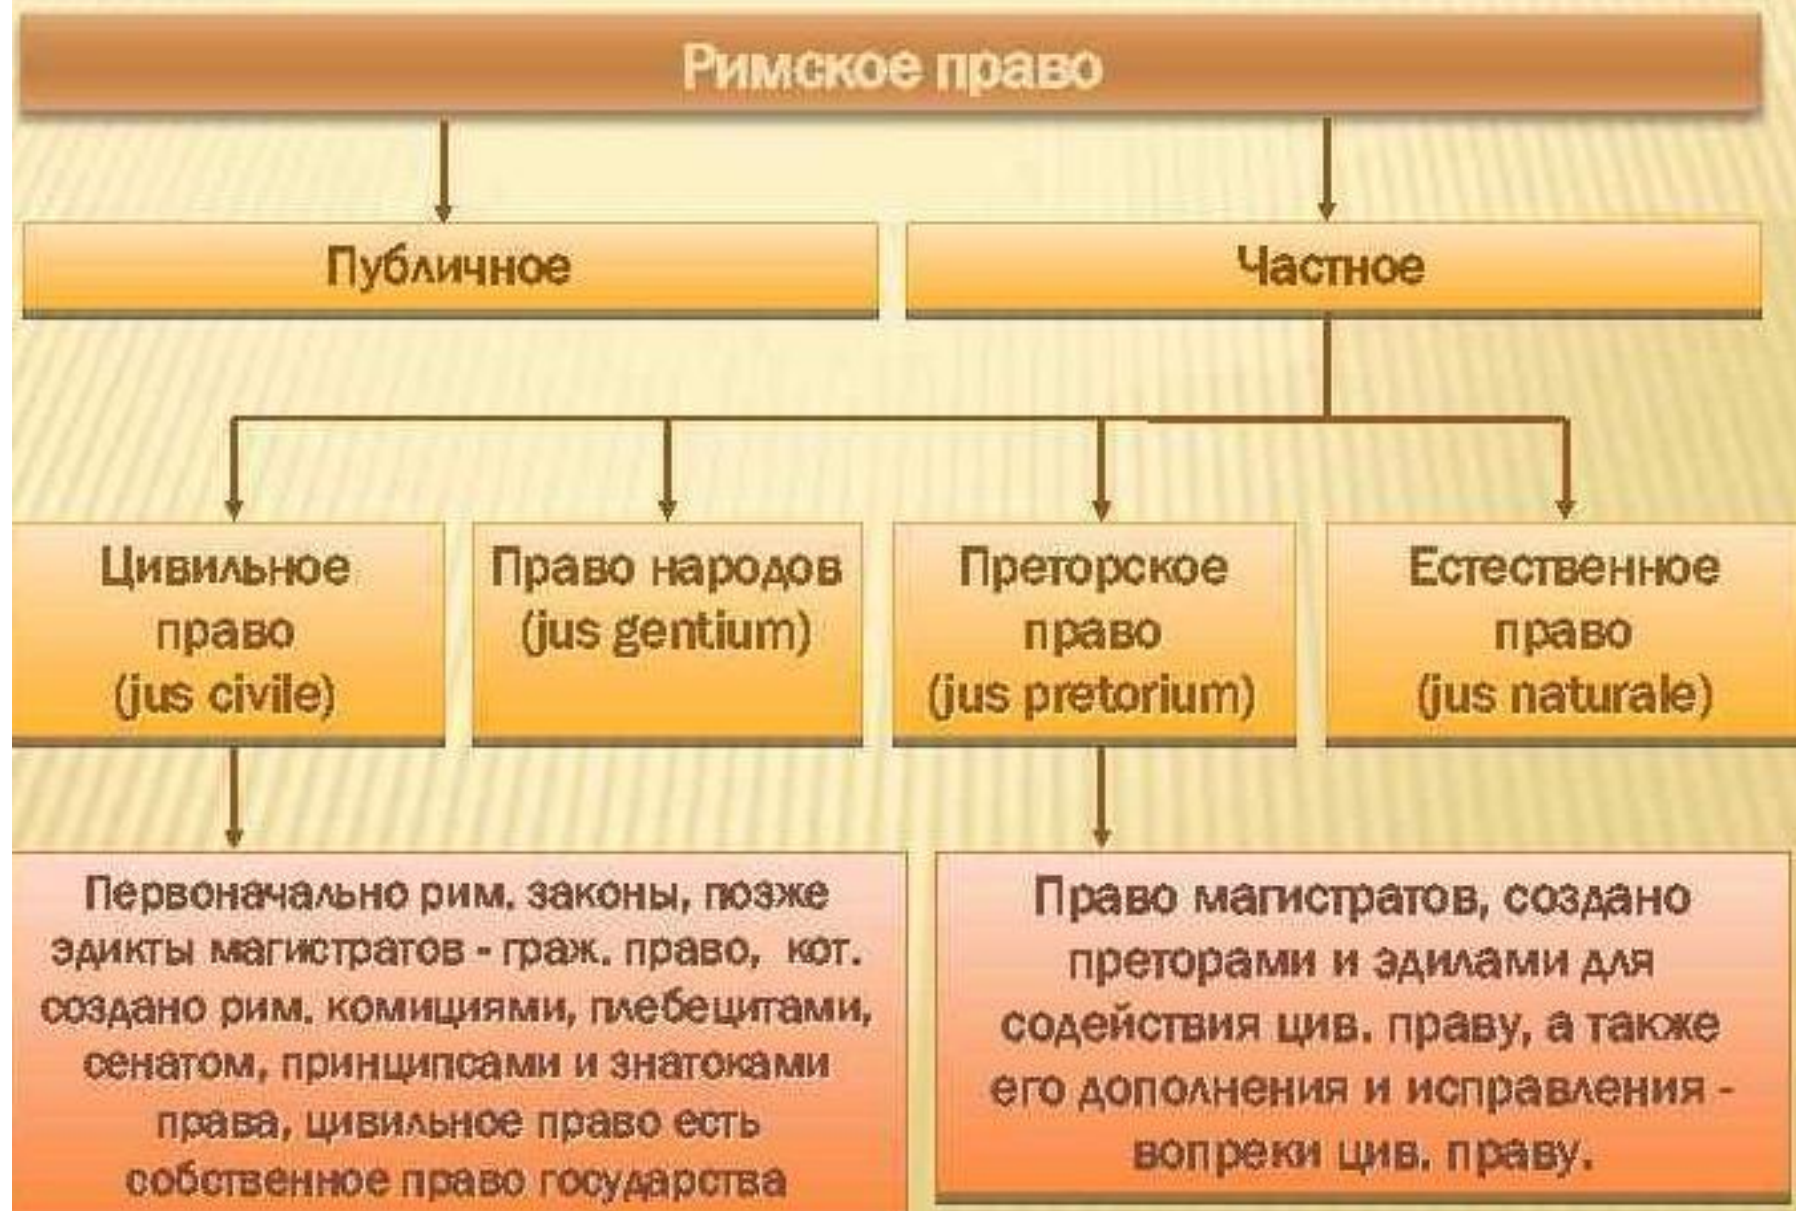 Римское право
Публичное
Частное
Цивильное
право
(jus civile)
Право народов
(jus gentium)
Преторское
право
(jus pretorium)
Естественное
право
(jus naturale)
Первоначально рим. законы, позже
эдикты магистратов - граж. право, кот.
создано рим. комициями, плебецитами,
сенатом, принципсами и знатоками
права, цивильное право есть
собственное право государства
Право магистратов, создано
преторами и эдилами для
содействия цив. праву, а также
его дополнения и исправления -
вопреки цив. праву.